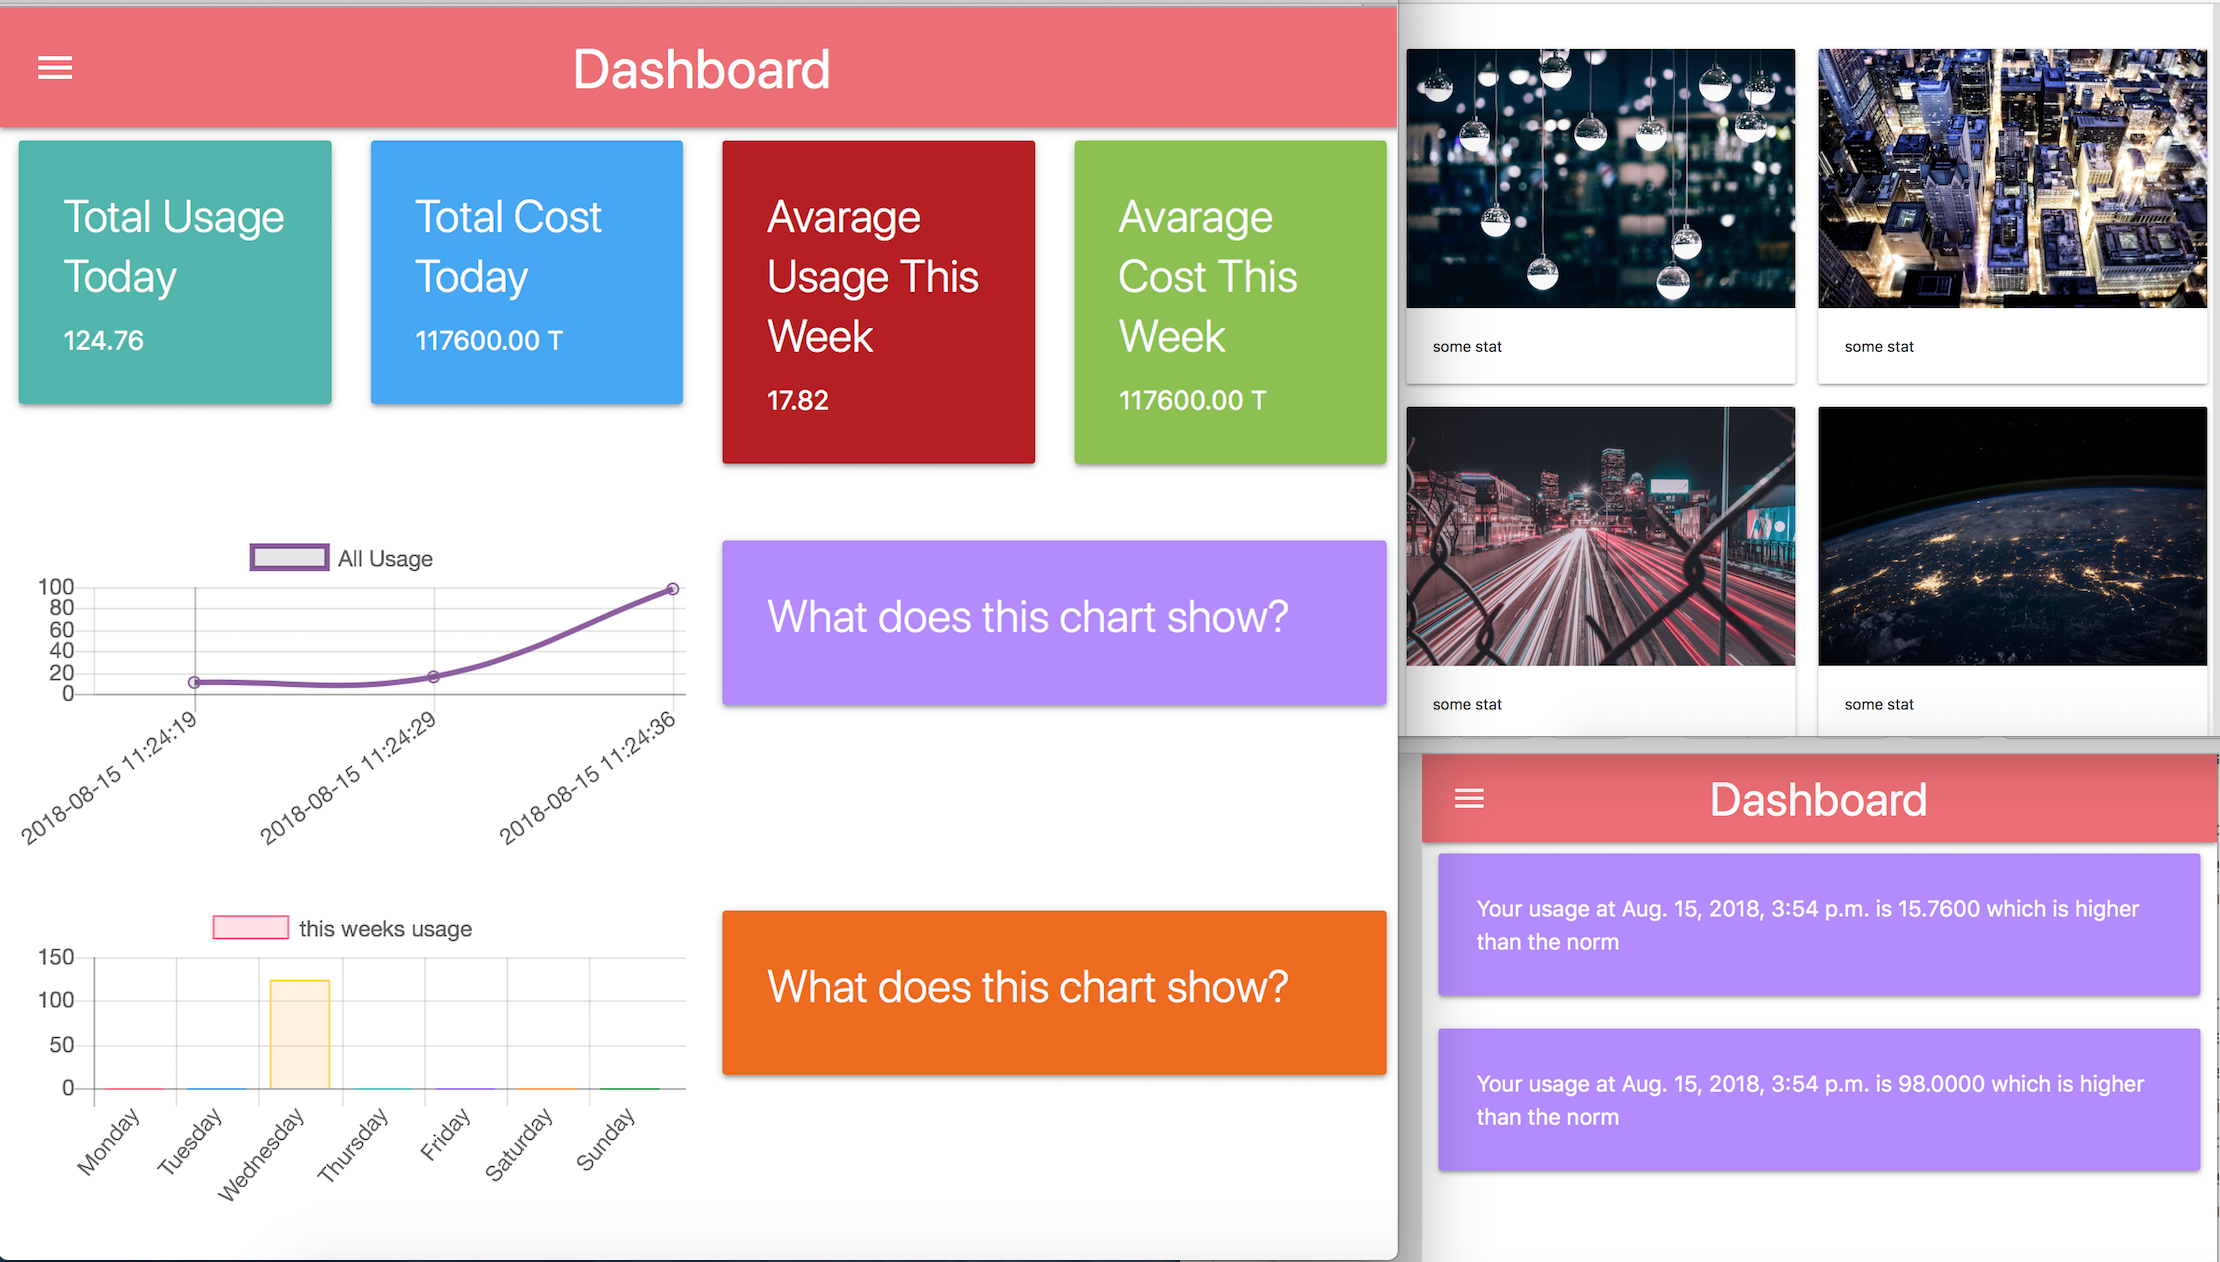 Dashboard
Total Usage
Today
124.76
Total Cost
Today
117600.00 T
Avarage
Usage This
Week
17.82
Avarage
Cost This
Week
117600.00 T
All Usage
100
80
60
40
20
0
2018-08-15 11:24:19
2018-08-15 11:24:29
2018-08-15 11:24:36
What does this chart show?
this weeks usage
150
100
50
0
Monday
Tuesday
Wednesday
Thursday
Friday
Saturday
Sunday
What does this chart show?
some stat
some stat
some stat
some stat
Dashboard
Your usage at Aug. 15, 2018, 3:54 p.m. is 15.7600 which is higher
than the norm
Your usage at Aug. 15, 2018, 3:54 p.m. is 98.0000 which is higher
than the norm